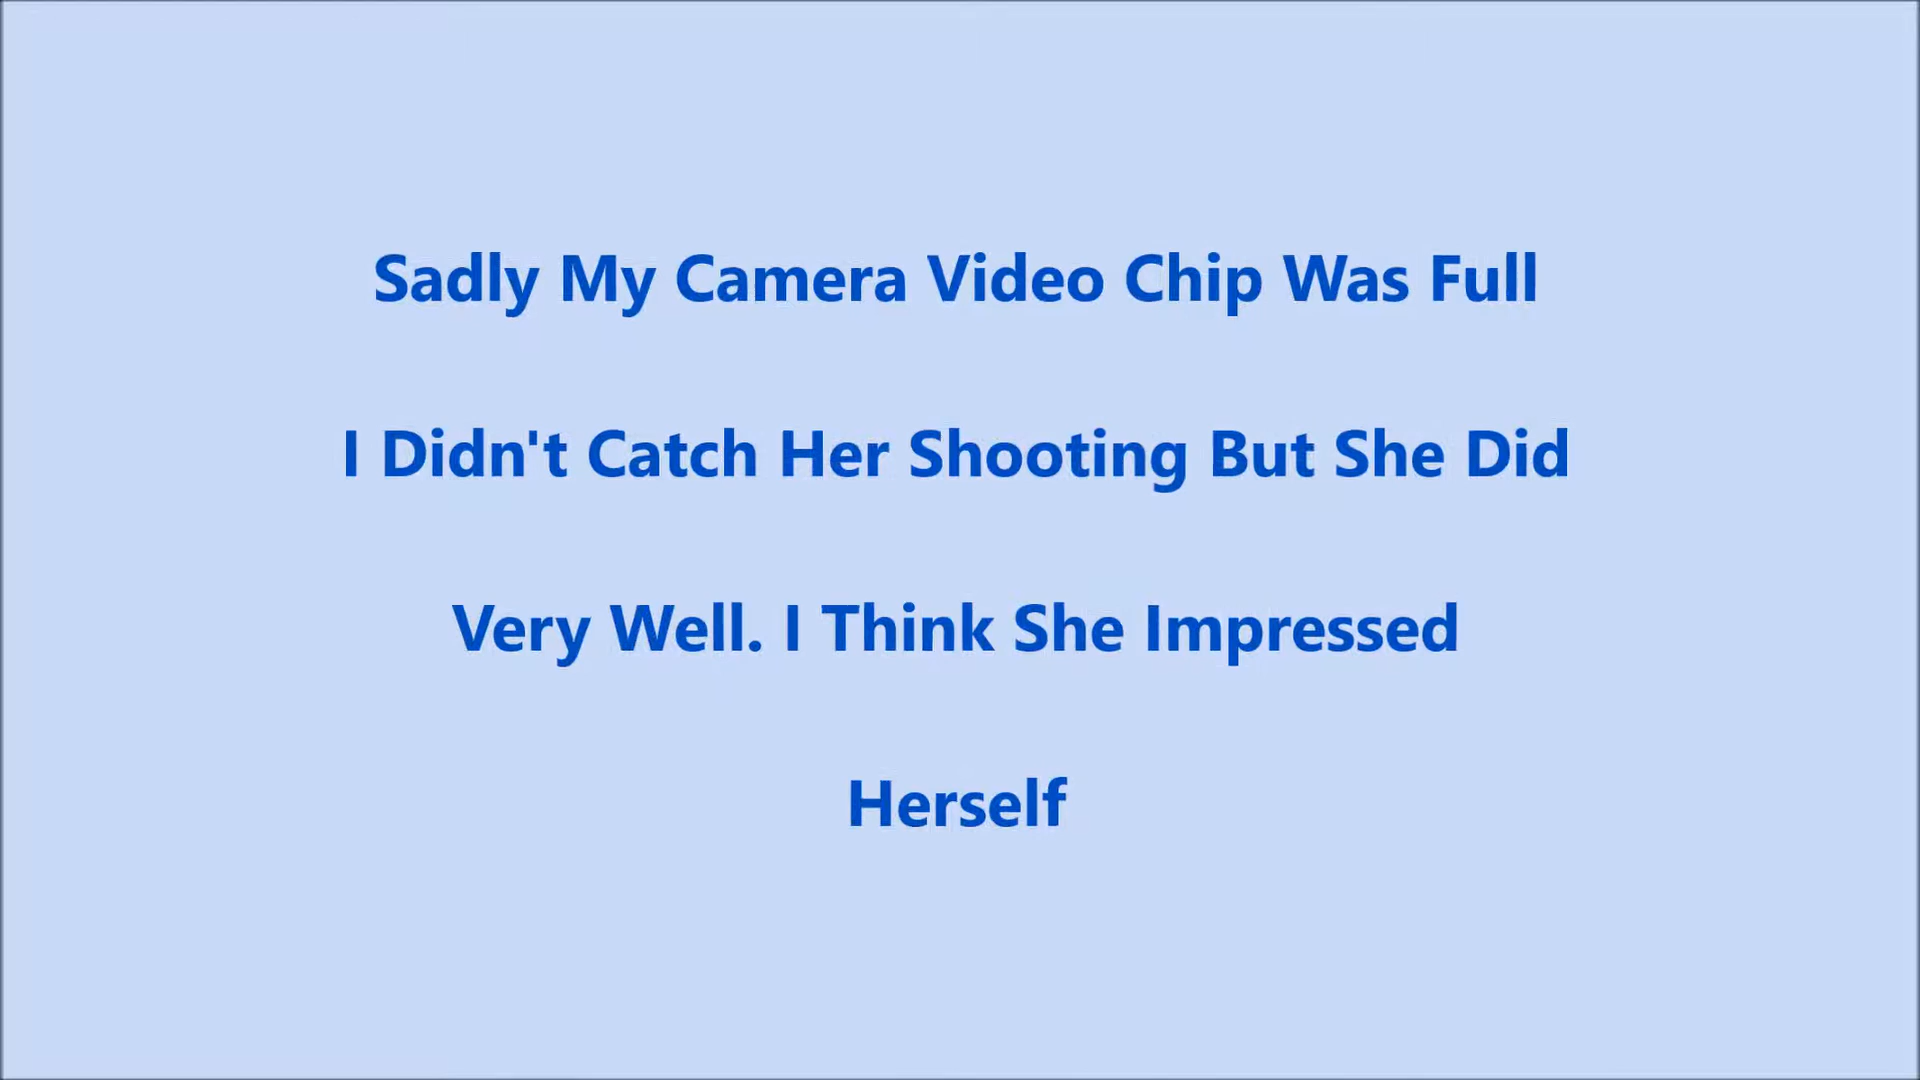 Sadly My Camera Video Chip Was Full
I Didn't Catch Her Shooting But She Did
Very Well. I Think She Impressed
Herself